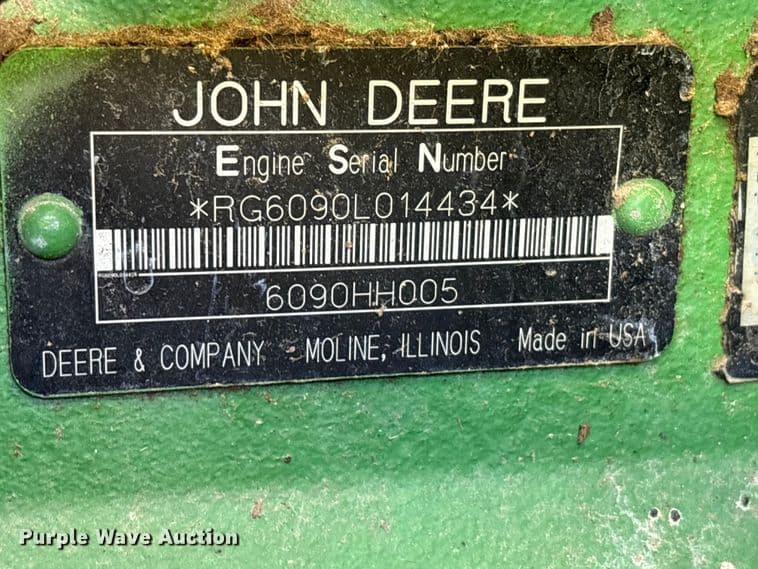 JOHN DEERE
Engine Serial Number
*RG6090L014434*
6090HH005
DEERE & COMPANY MOLINE, ILLINOIS Made in USA
Purple Wave Auction